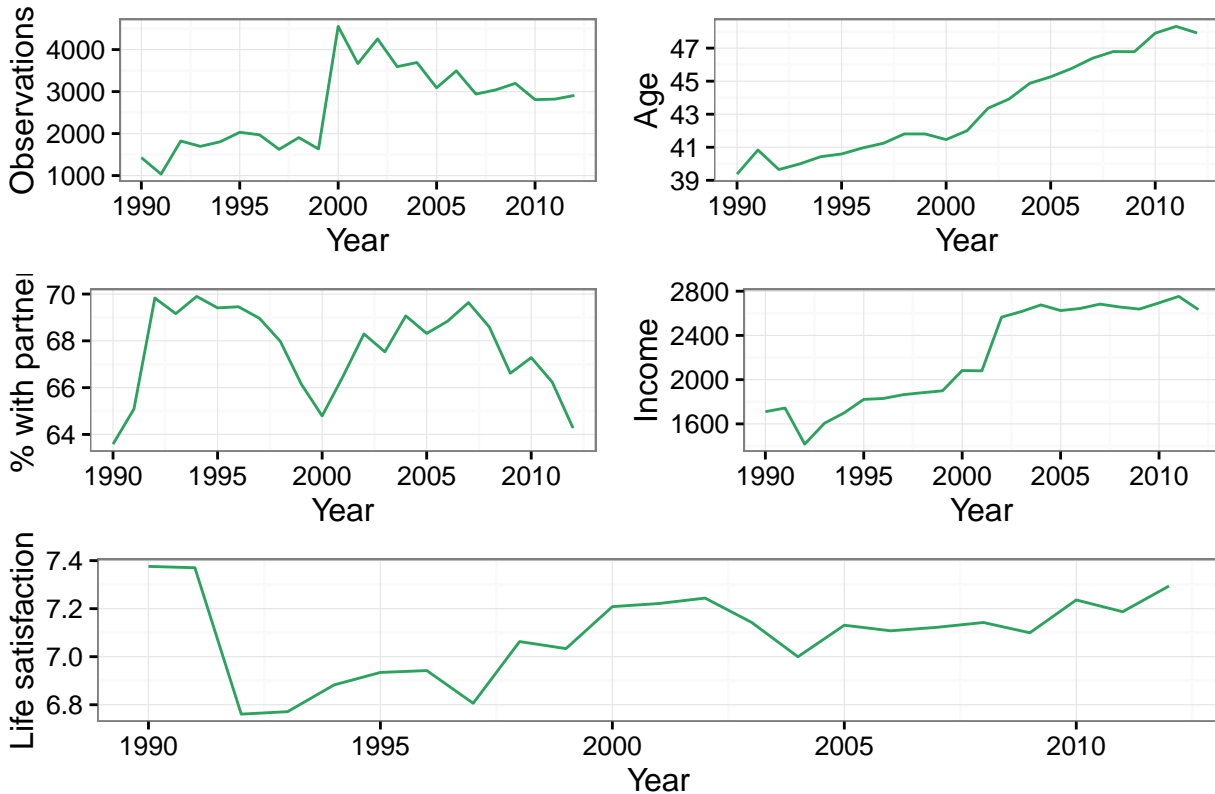 Observations
4000
3000
2000
1000
1990 1995 2000 2005 2010
Year
Age
47
45
43
41
39
1990 1995 2000 2005 2010
Year
% with partner
70
68
66
64
1990 1995 2000 2005 2010
Year
Income
2800
2400
2000
1600
1990 1995 2000 2005 2010
Year
Life satisfaction
7.4
7.2
7.0
6.8
1990 1995 2000 2005 2010
Year